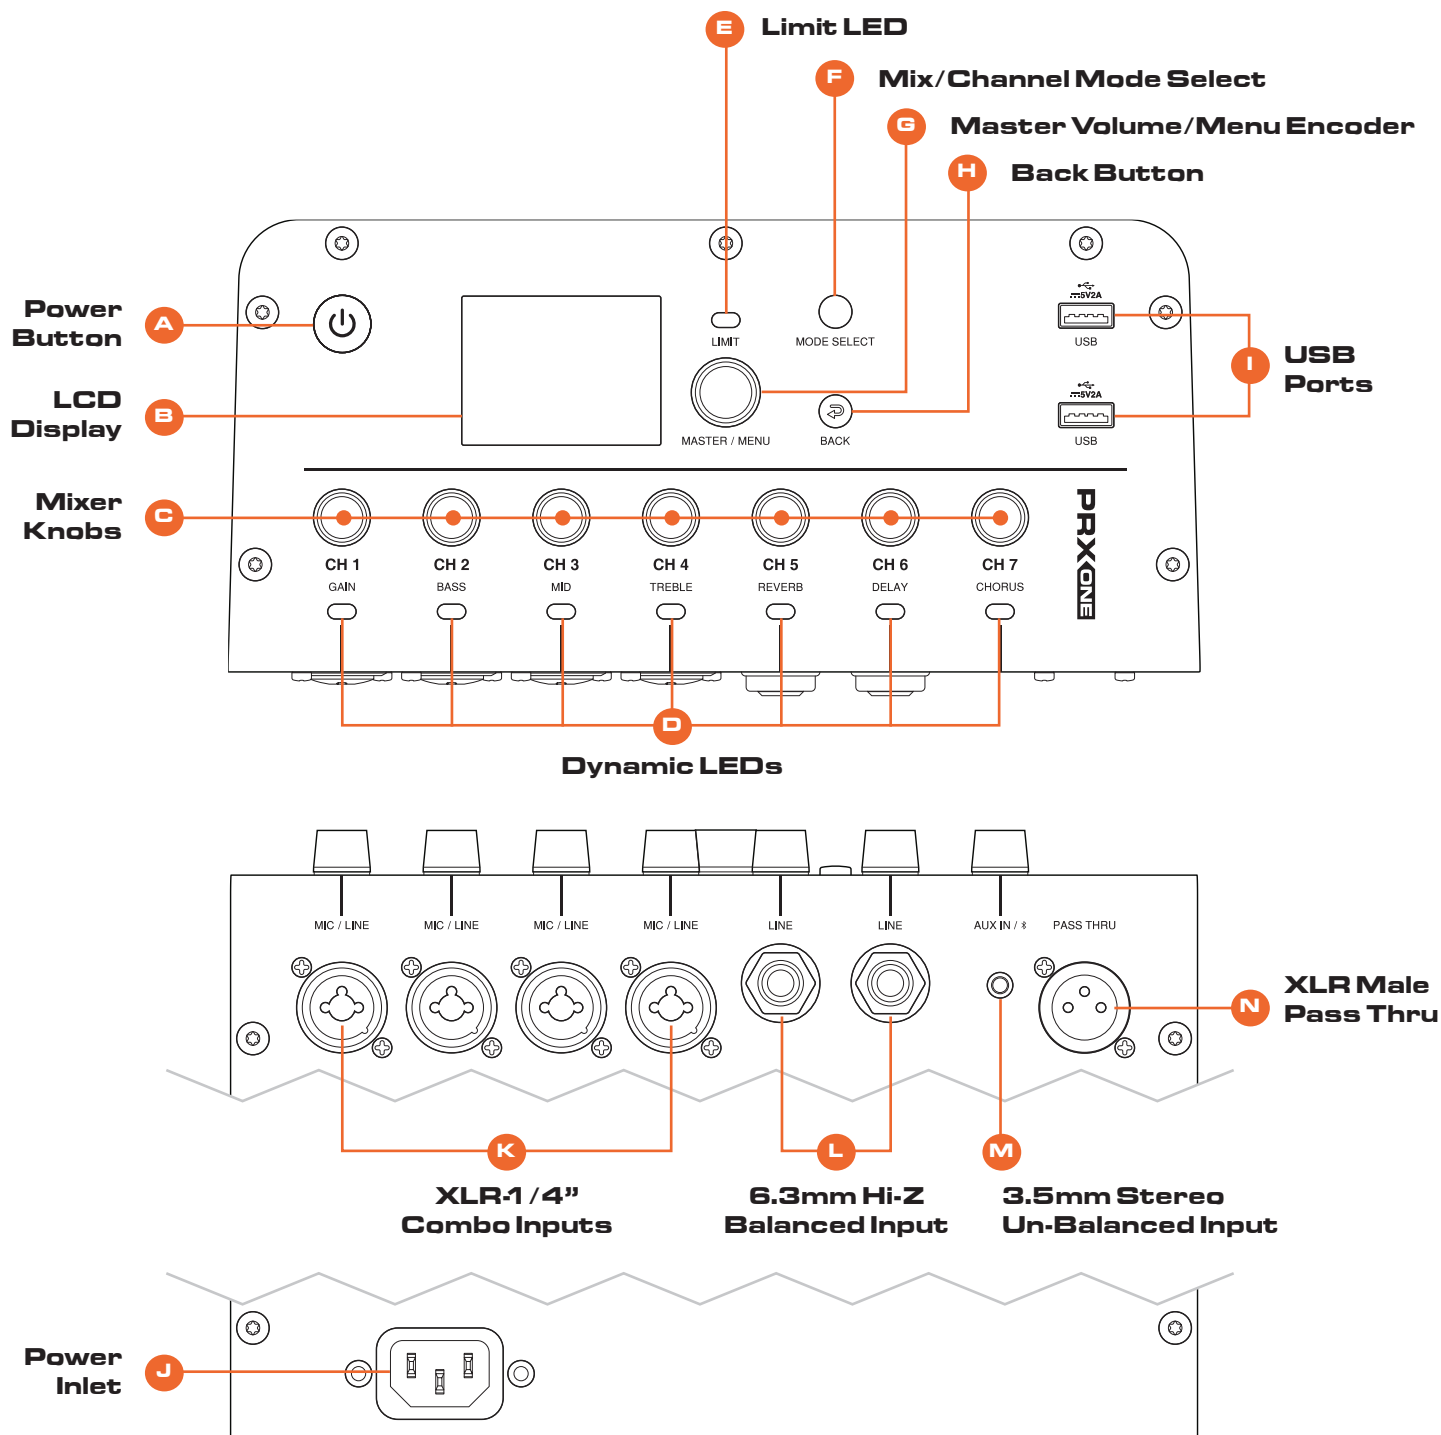 E Limit LED
F Mix/Channel Mode Select
G Master Volume/Menu Encoder
H Back Button
Power
Button
A
LCD
Display
B
Mixer
Knobs
C
LIMIT
MODE SELECT
MASTER / MENU
BACK
5V2A
USB
5V2A
USB
I
USB
Ports
PRX ONE
CH 1 CH 2 CH 3 CH 4 CH 5 CH 6 CH 7
GAIN BASS MID TREBLE REVERB DELAY CHORUS
D
Dynamic LEDs
MIC / LINE MIC / LINE MIC / LINE MIC / LINE LINE LINE AUX IN / PASS THRU
N
XLR Male
Pass Thru
K
XLR-1/4”
Combo Inputs
L
6.3mm Hi-Z
Balanced Input
M
3.5mm Stereo
Un-Balanced Input
Power
Inlet
J